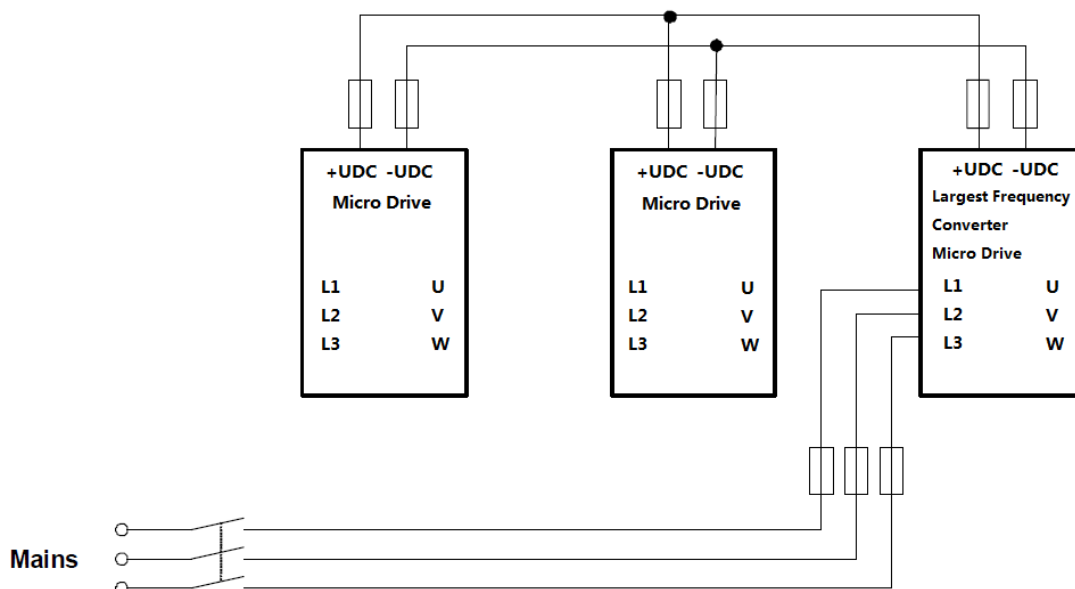 +UDC -UDC
Micro Drive
L1 U
L2 V
L3 W
+UDC -UDC
Micro Drive
L1 U
L2 V
L3 W
+UDC -UDC
Largest Frequency
Converter
Micro Drive
L1 U
L2 V
L3 W
Mains